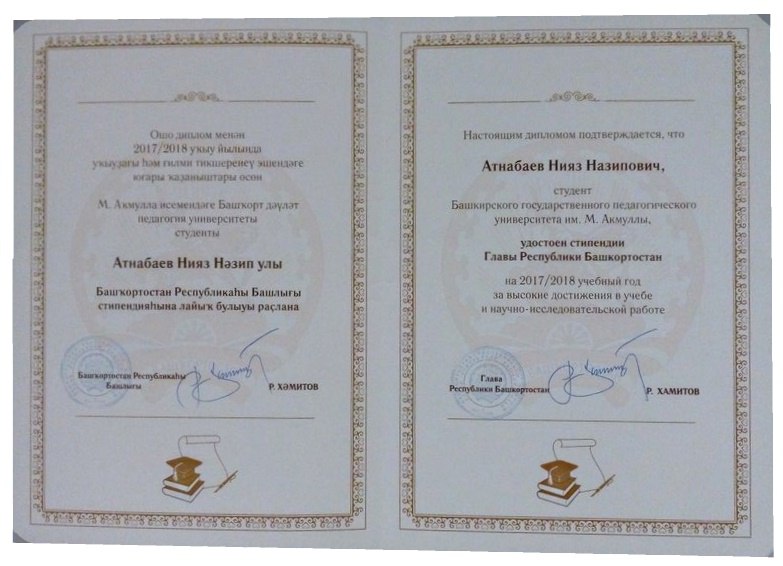 Ошо диплом менән
2017/2018 уҡыу йылында
уҡыуҙағы һәм ғилми тикшеренеү эшендәге
юғары ҡаҙаныштары өсөн
М. Акмулла исемендәге Башҡорт дәүләт
педагогия университеты
студенты
Атнабаев Нияз Нәзип улы
Башҡортостан Республикаһы Башлығы
стипендияһына лайыҡ булыуы раҫлана
Башҡортостан Республикаһы
Башлығы
Р. ХӘМИТОВ
Настоящим дипломом подтверждается, что
Атнабаев Нияз Назипович,
студент
Башкирского государственного педагогического
университета им. М. Акмуллы,
удостоен стипендии
Главы Республики Башкортостан
на 2017/2018 учебный год
за высокие достижения в учебе
и научно-исследовательской работе
Глава
Республики Башкортостан
Р. ХАМИТОВ